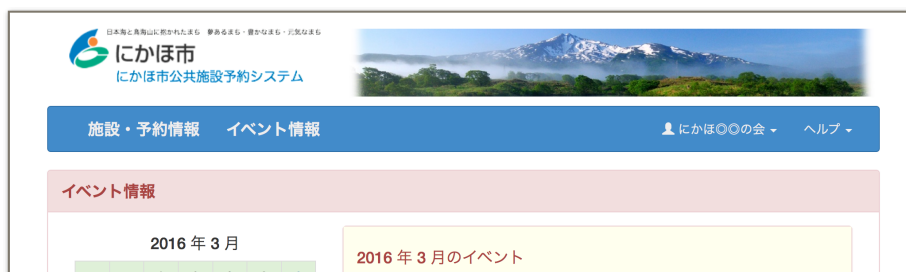 日本海と鳥海山に抱かれたまち 夢あるまち・豊かなまち・元気なまち
にかほ市
にかほ市公共施設予約システム
施設・予約情報 イベント情報 にかほ◎◎の会 ヘルプ
イベント情報
2016 年 3 月
2016 年 3 月のイベント